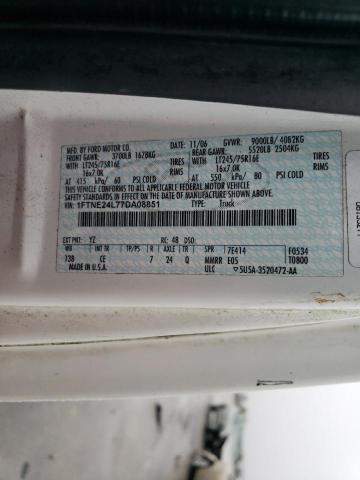 MFD. BY FORD MOTOR CO.
11/06 GVWR: 9000LB/ 4082KG
FRONT GAWR: 3700LB 1678KG
REAR GAWR: 5520LB 2504KG
WITH LT245/75R16E TIRES
WITH LT245/75R16E TIRES
16x7.0K RIMS
16x7.0K RIMS
AT 415 kPa/ 60 PSI COLD
AT 550 kPa/ 80 PSI COLD
THIS VEHICLE CONFORMS TO ALL APPLICABLE FEDERAL MOTOR VEHICLE
SAFETY STANDARDS IN EFFECT ON THE DATE OF MANUFACTURE SHOWN ABOVE.
VIN: 1FTNE24L77DA08851
TYPE: Truck
EXT PNT: YZ RC: 48 DSO:
F0534
T0800
WB INT TR TP/PS R AXLE TR SPR 7E414
138 CE 7 24 Q MMRR E05
MADE IN U.S.A. ULC 5U5A-3520472-AA